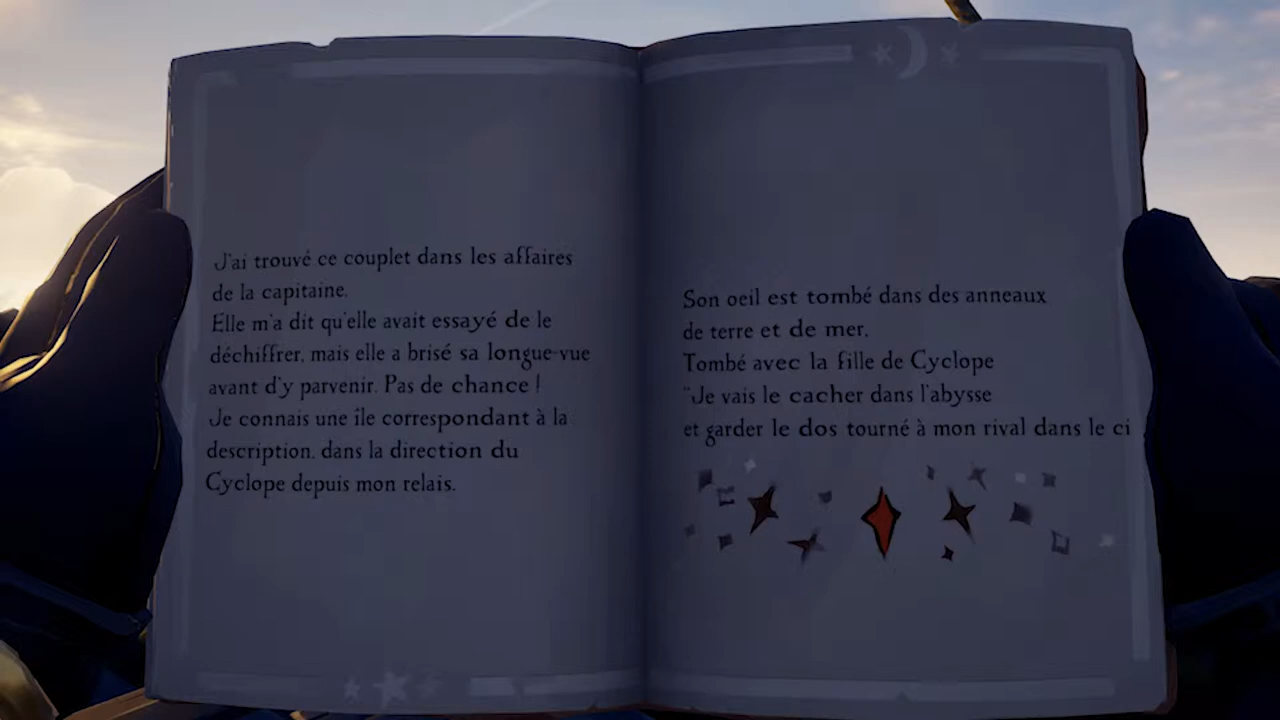 J'ai trouvé ce couplet dans les affaires
de la capitaine.
Elle m'a dit qu'elle avait essayé de le
déchiffrer, mais elle a brisé sa longue-vue
avant d'y parvenir. Pas de chance !
Je connais une île correspondant à la
description, dans la direction du
Cyclope depuis mon relais.
Son oeil est tombé dans des anneaux
de terre et de mer.
Tombé avec la fille de Cyclope
"Je vais le cacher dans l'abysse
et garder le dos tourné à mon rival dans le ci